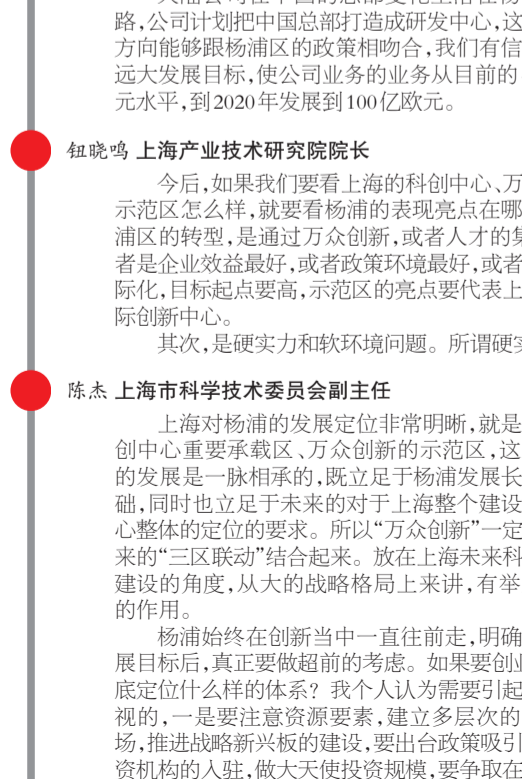 路,公司计划把中国总部打造成研发中心,这
方向能够跟杨浦区的政策相吻合,我们有信
远大发展目标,使公司业务的业务从目前的
元水平,到2020年发展到100亿欧元。
钮晓鸣 上海产业技术研究院院长
今后,如果我们要看上海的科创中心、万
示范区怎么样,就要看杨浦的表现亮点在哪
浦区的转型,是通过万众创新,或者人才的集
者是企业效益最好,或者政策环境最好,或者
际化,目标起点要高,示范区的亮点要代表上
际创新中心。
其次,是硬实力和软环境问题。所谓硬实
陈杰 上海市科学技术委员会副主任
上海对杨浦的发展定位非常明晰,就是
创中心重要承载区、万众创新的示范区,这
的发展是一脉相承的,既立足于杨浦发展长
础,同时也立足于未来的对于上海整个建设
心整体的定位的要求。所以“万众创新”一定
来的“三区联动”结合起来。放在上海未来科
建设的角度,从大的战略格局上来讲,有举
的作用。
杨浦始终在创新当中一直往前走,明确
展目标后,真正要做超前的考虑。如果要创业
底定位什么样的体系？我个人认为需要引起
视的,一是要注意资源要素,建立多层次的
场,推进战略新兴板的建设,要出台政策吸引
资机构的入驻,做大天使投资规模,要争取在